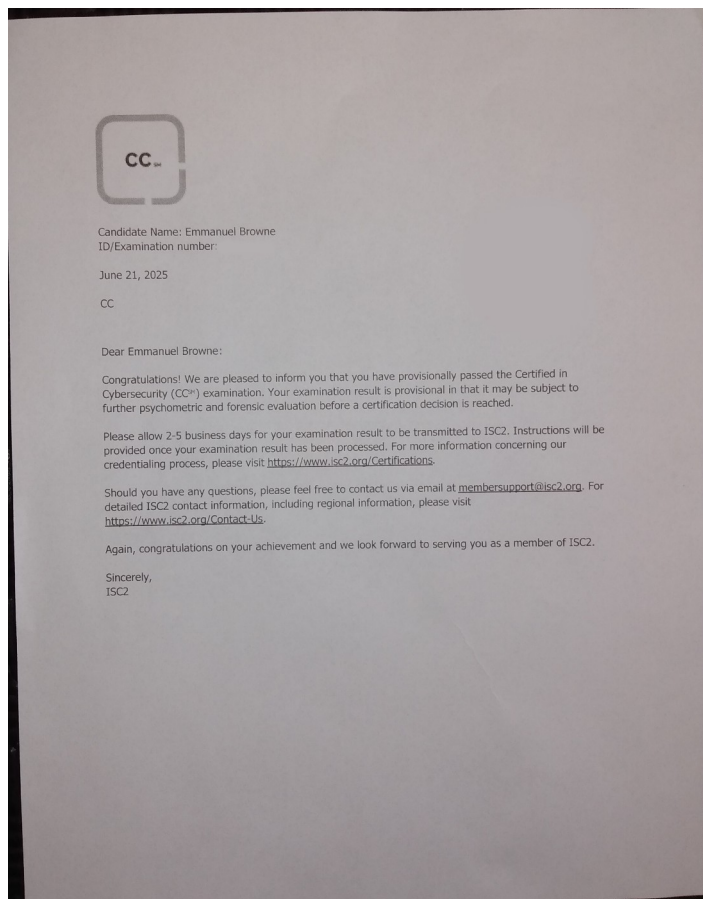 CC
Candidate Name: Emmanuel Browne
ID/Examination number:
June 21, 2025
CC
Dear Emmanuel Browne:
Congratulations! We are pleased to inform you that you have provisionally passed the Certified in
Cybersecurity (CC℠) examination. Your examination result is provisional in that it may be subject to
further psychometric and forensic evaluation before a certification decision is reached.
Please allow 2-5 business days for your examination result to be transmitted to ISC2. Instructions will be
provided once your examination result has been processed. For more information concerning our
credentialing process, please visit https://www.isc2.org/Certifications.
Should you have any questions, please feel free to contact us via email at membersupport@isc2.org. For
detailed ISC2 contact information, including regional information, please visit
https://www.isc2.org/Contact-Us.
Again, congratulations on your achievement and we look forward to serving you as a member of ISC2.
Sincerely,
ISC2